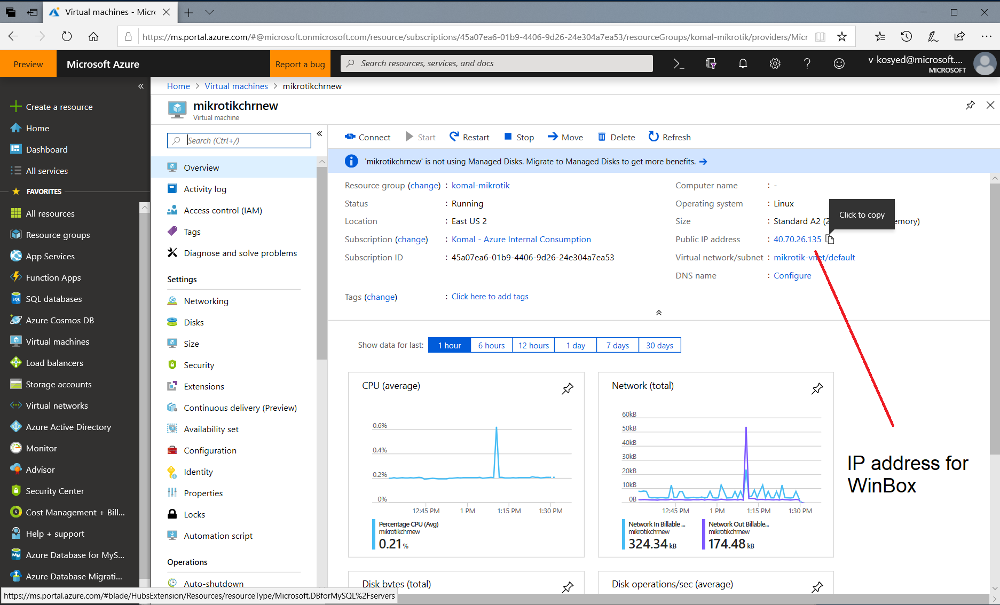 Virtual machines - Micr
https://ms.portal.azure.com/#@microsoft.onmicrosoft.com/resource/subscriptions/45a07ea6-01b9-4406-9d26-24e304a7ea53/resourceGroups/komal-mikrotik/providers/Micr
Preview
Microsoft Azure
Report a bug
Search resources, services, and docs
v-kosyed@microsoft....
MICROSOFT
Create a resource
Home
Dashboard
All services
FAVORITES
All resources
Resource groups
App Services
Function Apps
SQL databases
Azure Cosmos DB
Virtual machines
Load balancers
Storage accounts
Virtual networks
Azure Active Directory
Monitor
Advisor
Security Center
Cost Management + Bill...
Help + support
Azure Database for MyS...
Azure Database Migrati...
https://ms.portal.azure.com/#blade/HubsExtension/Resources/resourceType/Microsoft.DBforMySQL%2Fservers
Home > Virtual machines > mikrotikchrnew
mikrotikchrnew
Virtual machine
Search (Ctrl+/)
Overview
Activity log
Access control (IAM)
Tags
Diagnose and solve problems
Settings
Networking
Disks
Size
Security
Extensions
Continuous delivery (Preview)
Availability set
Configuration
Identity
Properties
Locks
Automation script
Operations
Auto-shutdown
Connect Start Restart Stop Move Delete Refresh
'mikrotikchrnew' is not using Managed Disks. Migrate to Managed Disks to get more benefits. →
Resource group (change) : komal-mikrotik
Status : Running
Location : East US 2
Subscription (change) : Komal - Azure Internal Consumption
Subscription ID : 45a07ea6-01b9-4406-9d26-24e304a7ea53
Computer name : -
Operating system : Linux
Size : Standard A2 (2 emory)
Click to copy
Public IP address : 40.70.26.135
Virtual network/subnet : mikrotik-vnet/default
DNS name : Configure
Tags (change) : Click here to add tags
Show data for last: 1 hour 6 hours 12 hours 1 day 7 days 30 days
CPU (average)
0.6%
0.4%
0.2%
0%
12:45 PM 1 PM 1:15 PM 1:30 PM
Percentage CPU (Avg)
mikrotikchrnew
0.21 %
Network (total)
60kB
50kB
40kB
30kB
20kB
10kB
0B
12:45 PM 1 PM 1:15 PM 1:30 PM
Network In Billable ...
mikrotikchrnew
324.34 kB
Network Out Billable...
mikrotikchrnew
174.48 kB
Disk bytes (total)
Disk operations/sec (average)
IP address for
WinBox